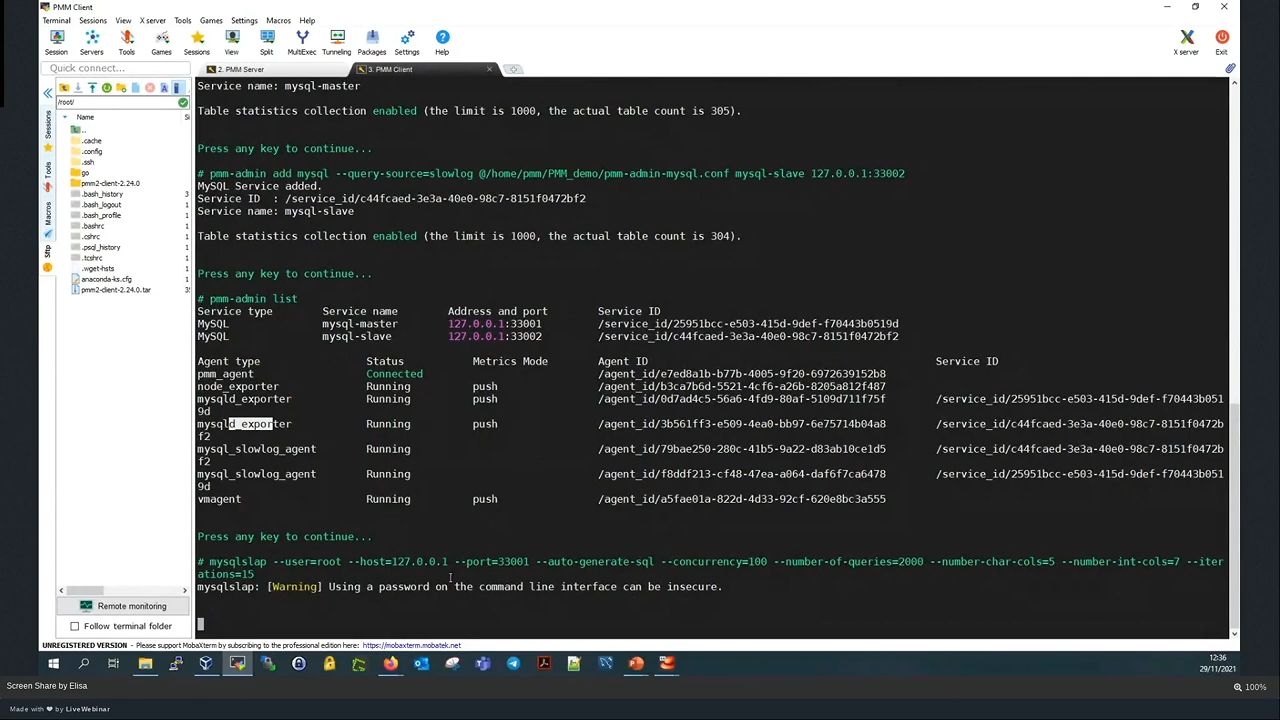 PMM Client
Terminal Sessions View X server Tools Games Settings Macros Help
Session Servers Tools Games Sessions View Split MultiExec Tunneling Packages Settings Help X server Exit
Quick connect...
2. PMM Server
3. PMM Client
/root/
Name
..
.cache
.config
.ssh
go
pmm2-client-2.24.0
.bash_history
.bash_logout
.bash_profile
.bashrc
.cshrc
.psql_history
.tcshrc
.wget-hsts
anaconda-ks.cfg
pmm2-client-2.24.0.tar
Sessions
Tools
Macros
Sftp
Remote monitoring
Follow terminal folder
Service name: mysql-master
Table statistics collection enabled (the limit is 1000, the actual table count is 305).
Press any key to continue...
# pmm-admin add mysql --query-source=slowlog @/home/pmm/PMM_demo/pmm-admin-mysql.conf mysql-slave 127.0.0.1:33002
MySQL Service added.
Service ID  : /service_id/c44fcaed-3e3a-40e0-98c7-8151f0472bf2
Service name: mysql-slave
Table statistics collection enabled (the limit is 1000, the actual table count is 304).
Press any key to continue...
# pmm-admin list
Service type Service name Address and port Service ID
MySQL mysql-master 127.0.0.1:33001 /service_id/25951bcc-e503-415d-9def-f70443b0519d
MySQL mysql-slave 127.0.0.1:33002 /service_id/c44fcaed-3e3a-40e0-98c7-8151f0472bf2
Agent type Status Metrics Mode Agent ID Service ID
pmm_agent Connected /agent_id/e7ed8a1b-b77b-4005-9f20-6972639152b8
node_exporter Running push /agent_id/b3ca7b6d-5521-4cf6-a26b-8205a812f487
mysqld_exporter Running push /agent_id/0d7ad4c5-56a6-4fd9-80af-5109d711f75f /service_id/25951bcc-e503-415d-9def-f70443b051
9d
mysqld_exporter Running push /agent_id/3b561ff3-e509-4ea0-bb97-6e75714b04a8 /service_id/c44fcaed-3e3a-40e0-98c7-8151f0472b
f2
mysql_slowlog_agent Running /agent_id/79bae250-280c-41b5-9a22-d83ab10ce1d5 /service_id/c44fcaed-3e3a-40e0-98c7-8151f0472b
f2
mysql_slowlog_agent Running /agent_id/f8ddf213-cf48-47ea-a064-daf6f7ca6478 /service_id/25951bcc-e503-415d-9def-f70443b051
9d
vmagent Running push /agent_id/a5fae01a-822d-4d33-92cf-620e8bc3a555
Press any key to continue...
# mysqlslap --user=root --host=127.0.0.1 --port=33001 --auto-generate-sql --concurrency=100 --number-of-queries=2000 --number-char-cols=5 --number-int-cols=7 --iter
ations=15
mysqlslap: [Warning] Using a password on the command line interface can be insecure.
UNREGISTERED VERSION - Please support MobaXterm by subscribing to the professional edition here: https://mobaxterm.mobatek.net
12:36
29/11/2021
Screen Share by Elisa
100%
Made with ❤ by LiveWebinar